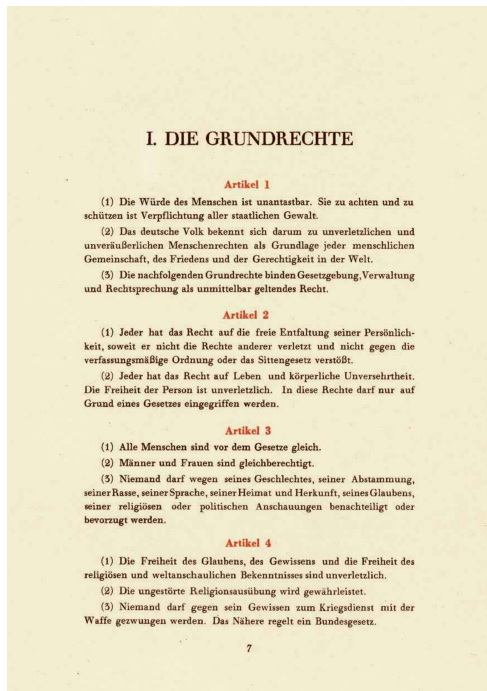 I. DIE GRUNDRECHTE
Artikel 1
(1) Die Würde des Menschen ist unantastbar. Sie zu achten und zu
schützen ist Verpflichtung aller staatlichen Gewalt.
(2) Das deutsche Volk bekennt sich darum zu unverletzlichen und
unveräußerlichen Menschenrechten als Grundlage jeder menschlichen
Gemeinschaft, des Friedens und der Gerechtigkeit in der Welt.
(3) Die nachfolgenden Grundrechte binden Gesetzgebung, Verwaltung
und Rechtsprechung als unmittelbar geltendes Recht.
Artikel 2
(1) Jeder hat das Recht auf die freie Entfaltung seiner Persönlich-
keit, soweit er nicht die Rechte anderer verletzt und nicht gegen die
verfassungsmäßige Ordnung oder das Sittengesetz verstößt.
(2) Jeder hat das Recht auf Leben und körperliche Unversehrtheit.
Die Freiheit der Person ist unverletzlich. In diese Rechte darf nur auf
Grund eines Gesetzes eingegriffen werden.
Artikel 3
(1) Alle Menschen sind vor dem Gesetze gleich.
(2) Männer und Frauen sind gleichberechtigt.
(3) Niemand darf wegen seines Geschlechtes, seiner Abstammung,
seiner Rasse, seiner Sprache, seiner Heimat und Herkunft, seines Glaubens,
seiner religiösen oder politischen Anschauungen benachteiligt oder
bevorzugt werden.
Artikel 4
(1) Die Freiheit des Glaubens, des Gewissens und die Freiheit des
religiösen und weltanschaulichen Bekenntnisses sind unverletzlich.
(2) Die ungestörte Religionsausübung wird gewährleistet.
(3) Niemand darf gegen sein Gewissen zum Kriegsdienst mit der
Waffe gezwungen werden. Das Nähere regelt ein Bundesgesetz.
7